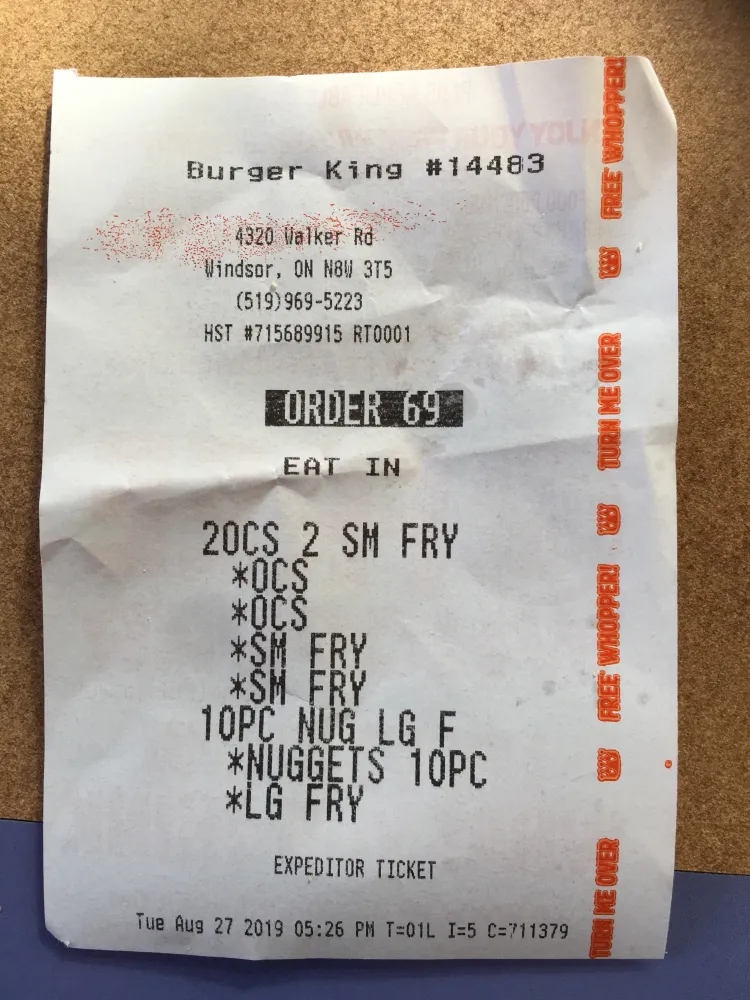 Burger King #14483
4320 Walker Rd
Windsor, ON N8W 3T5
(519)969-5223
HST #715689915 RT0001
ORDER 69
EAT IN
2OCS 2 SM FRY
*OCS
*OCS
*SM FRY
*SM FRY
10PC NUG LG F
*NUGGETS 10PC
*LG FRY
EXPEDITOR TICKET
Tue Aug 27 2019 05:26 PM T=01L I=5 C=711379
FREE WHOPPER!
TURN ME OVER
FREE WHOPPER!
TURN ME OVER